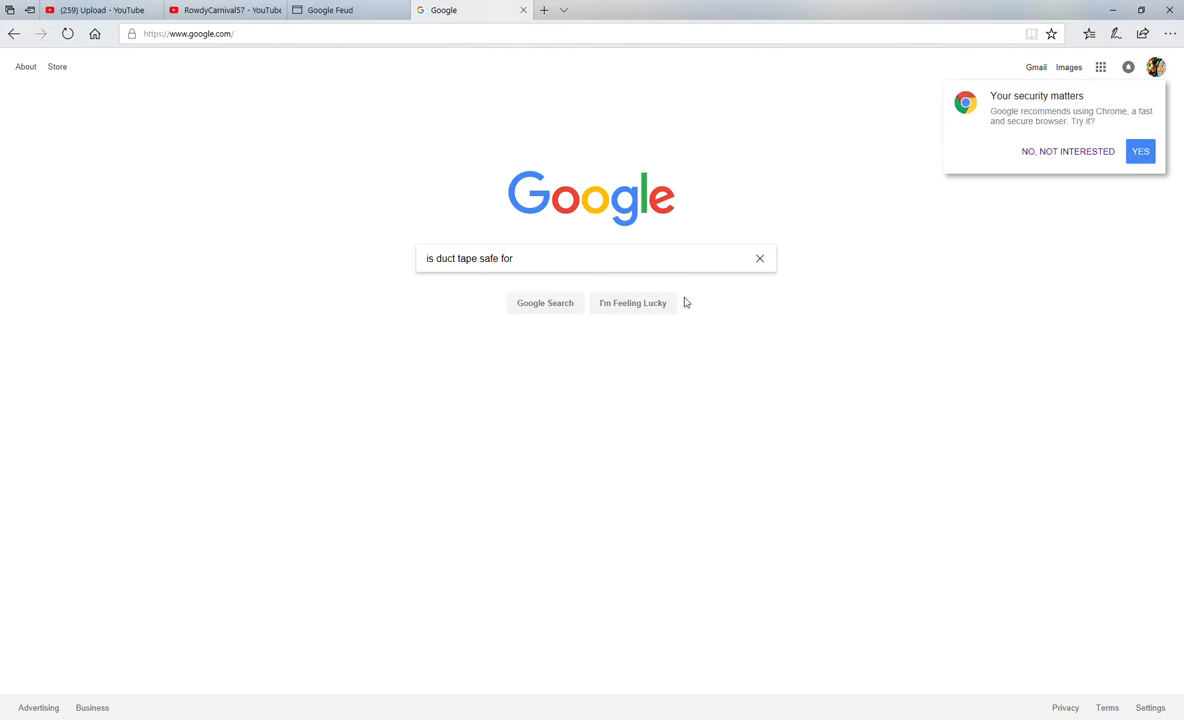 (259) Upload - YouTube
RowdyCarnival57 - YouTube
Google Feud
Google
https://www.google.com/
About
Store
Gmail
Images
Your security matters
Google recommends using Chrome, a fast
and secure browser. Try it?
NO, NOT INTERESTED
YES
Google
is duct tape safe for
Google Search
I'm Feeling Lucky
Advertising
Business
Privacy
Terms
Settings